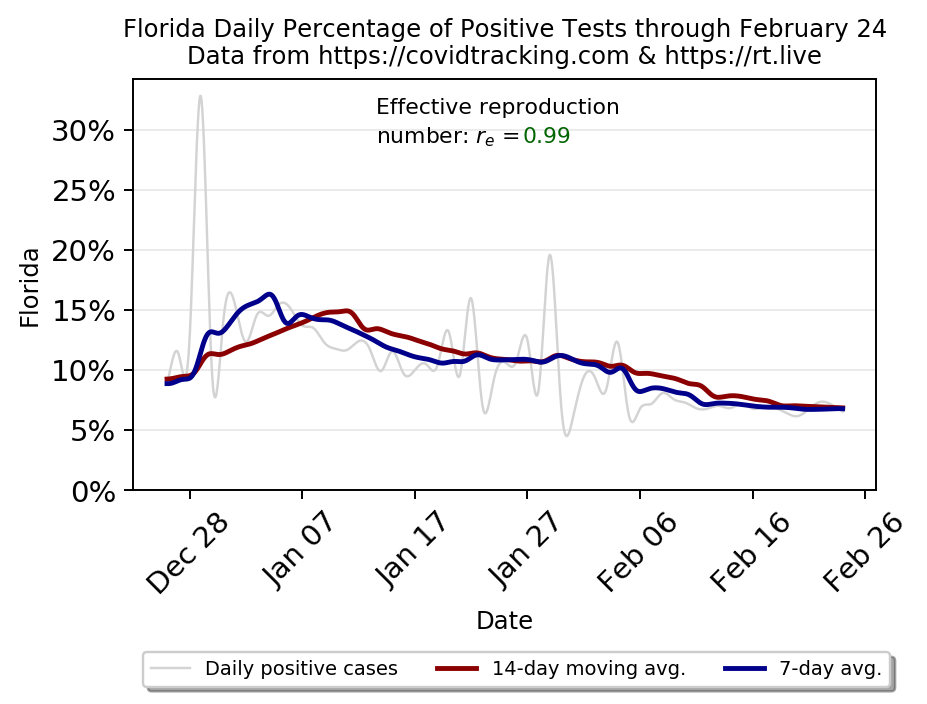 Florida Daily Percentage of Positive Tests through February 24
Data from https://covidtracking.com & https://rt.live
Effective reproduction
number: rₑ = 0.99
30%
25%
20%
15%
10%
5%
0%
Florida
Dec 28
Jan 07
Jan 17
Jan 27
Feb 06
Feb 16
Feb 26
Date
Daily positive cases
14-day moving avg.
7-day avg.